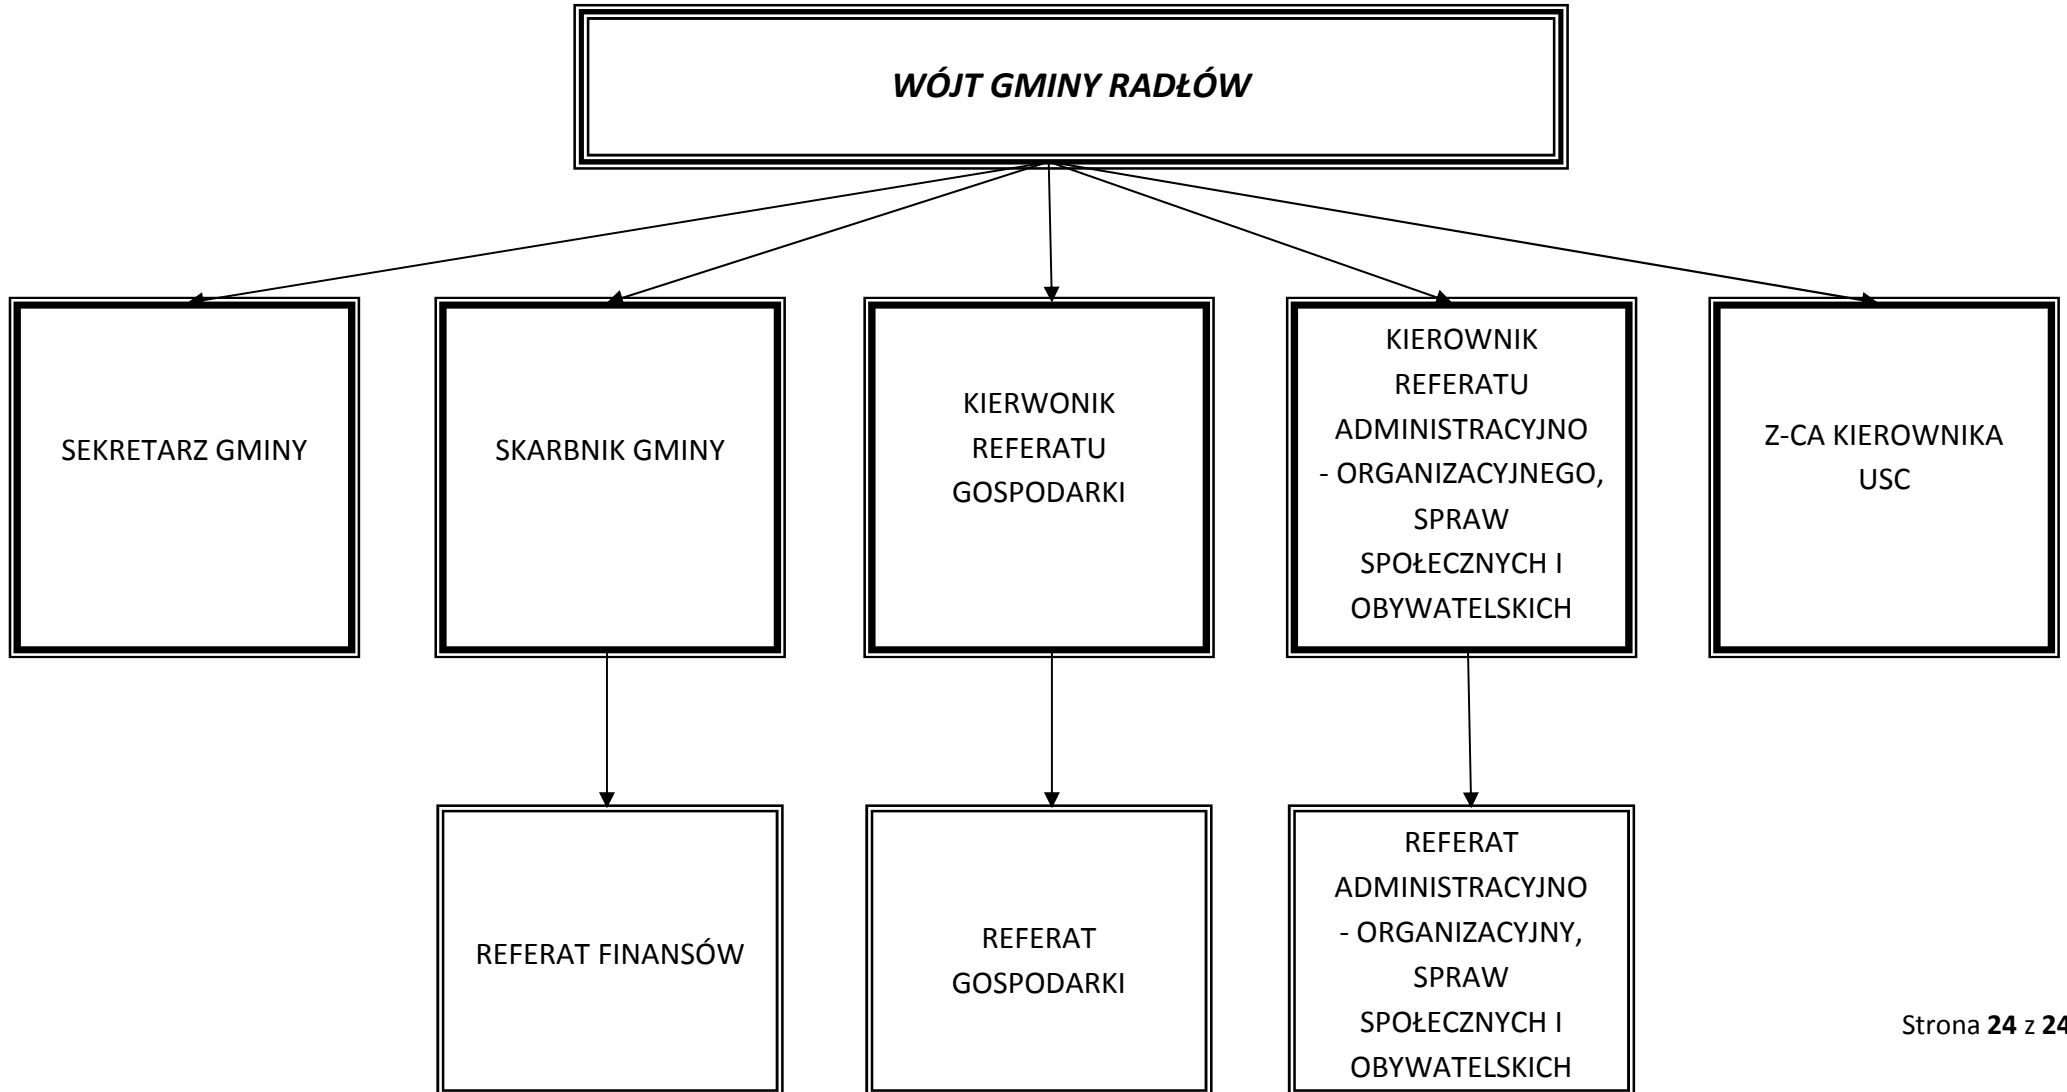 WÓJT GMINY RADŁÓW
SEKRETARZ GMINY
SKARBNIK GMINY
KIERWONIK
REFERATU
GOSPODARKI
KIEROWNIK
REFERATU
ADMINISTRACYJNO
- ORGANIZACYJNEGO,
SPRAW
SPOŁECZNYCH I
OBYWATELSKICH
Z-CA KIEROWNIKA
USC
REFERAT FINANSÓW
REFERAT
GOSPODARKI
REFERAT
ADMINISTRACYJNO
- ORGANIZACYJNY,
SPRAW
SPOŁECZNYCH I
OBYWATELSKICH
Strona 24 z 24